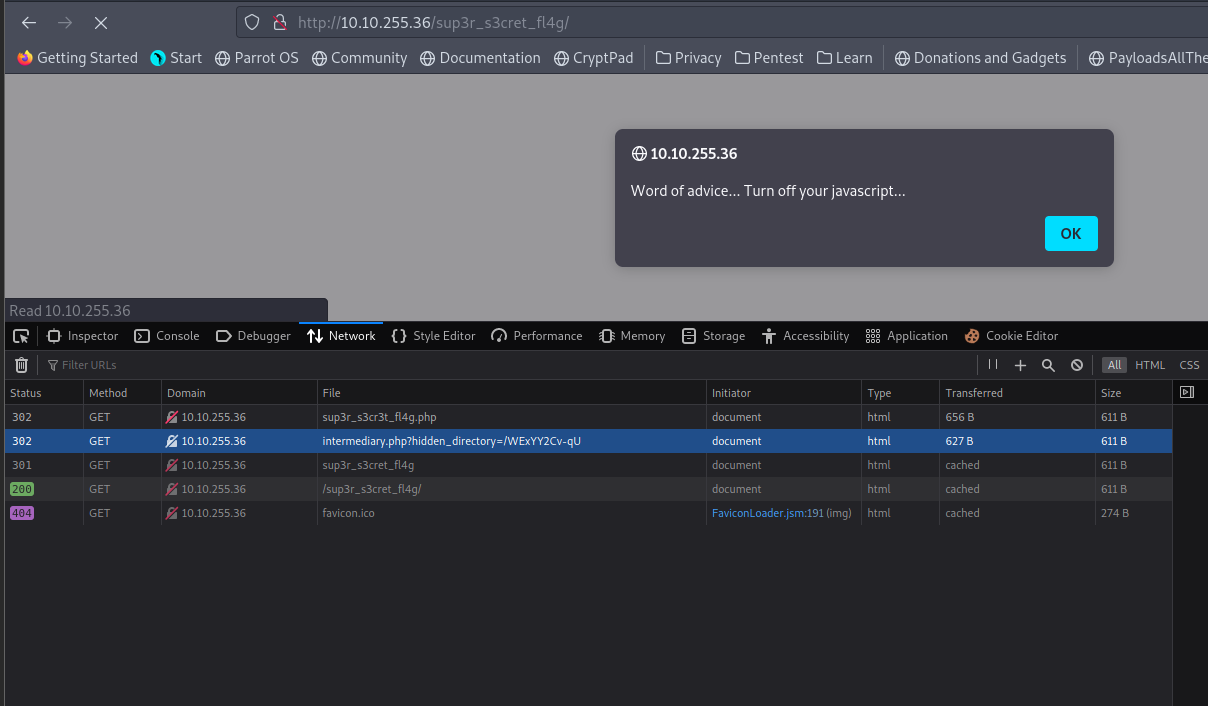 http://10.10.255.36/sup3r_s3cret_fl4g/
Getting Started Start Parrot OS Community Documentation CryptPad Privacy Pentest Learn Donations and Gadgets PayloadsAllThe
10.10.255.36
Word of advice... Turn off your javascript...
OK
Read 10.10.255.36
Inspector Console Debugger Network Style Editor Performance Memory Storage Accessibility Application Cookie Editor
Filter URLs All HTML CSS
Status Method Domain File Initiator Type Transferred Size
302 GET 10.10.255.36 sup3r_s3cr3t_fl4g.php document html 656 B 611 B
302 GET 10.10.255.36 intermediary.php?hidden_directory=/WExYY2Cv-qU document html 627 B 611 B
301 GET 10.10.255.36 sup3r_s3cret_fl4g document html cached 611 B
200 GET 10.10.255.36 /sup3r_s3cret_fl4g/ document html cached 611 B
404 GET 10.10.255.36 favicon.ico FaviconLoader.jsm:191 (img) html cached 274 B